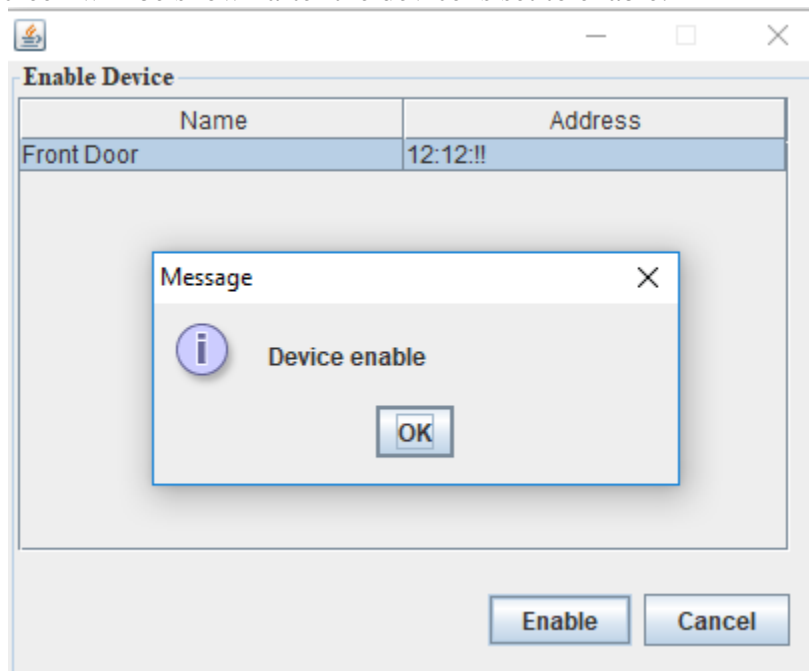 Enable Device
Name Address
Front Door 12:12:!!
Message
Device enable
OK
Enable Cancel